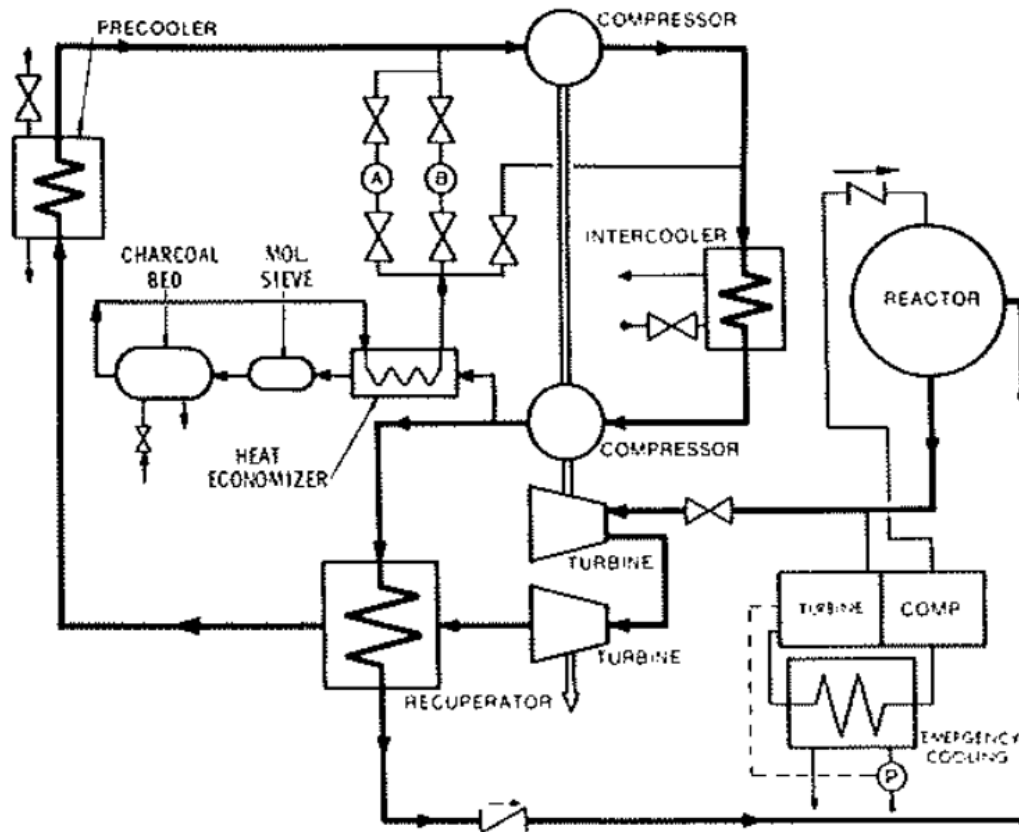 PRECOOLER
COMPRESSOR
A
B
INTERCOOLER
CHARCOAL
BED
MOL.
SIEVE
REACTOR
HEAT
ECONOMIZER
COMPRESSOR
TURBINE
TURBINE
COMP.
TURBINE
RECUPERATOR
EMERGENCY
COOLING
P